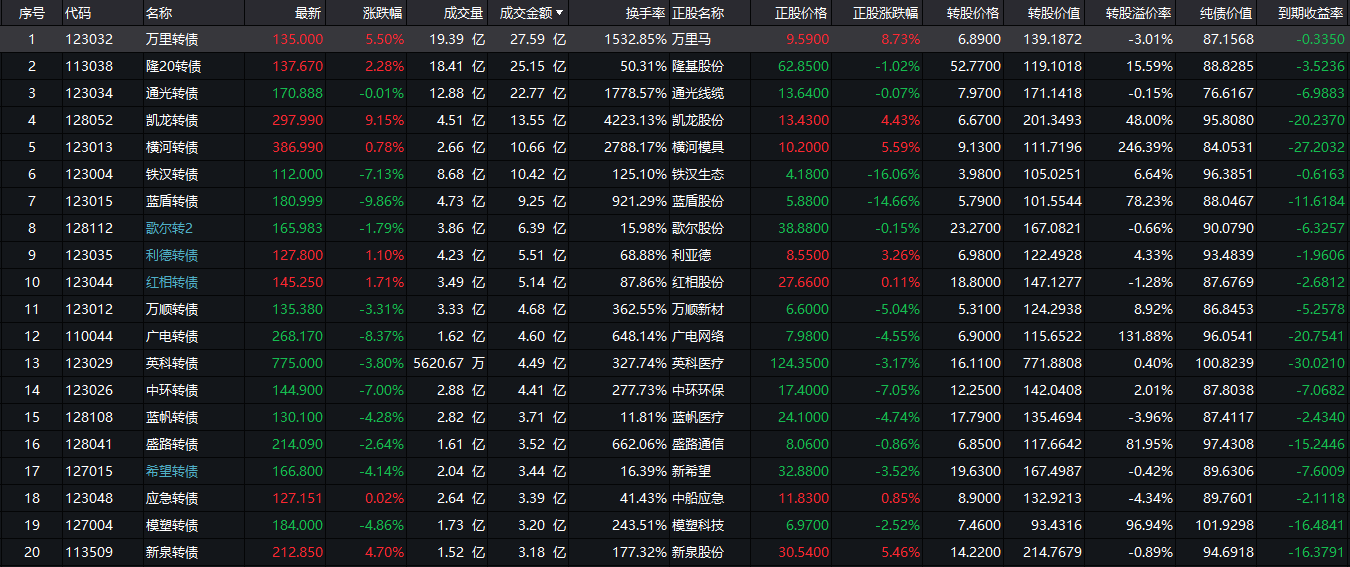 序号 代码 名称 最新 涨跌幅 成交量 成交金额▼ 换手率 正股名称 正股价格 正股涨跌幅 转股价格 转股价值 转股溢价率 纯债价值 到期收益率
1 123032 万里转债 135.000 5.50% 19.39 亿 27.59 亿 1532.85% 万里马 9.5900 8.73% 6.8900 139.1872 -3.01% 87.1568 -0.3350
2 113038 隆20转债 137.670 2.28% 18.41 亿 25.15 亿 50.31% 隆基股份 62.8500 -1.02% 52.7700 119.1018 15.59% 88.8285 -3.5236
3 123034 通光转债 170.888 -0.01% 12.88 亿 22.77 亿 1778.57% 通光线缆 13.6400 -0.07% 7.9700 171.1418 -0.15% 76.6167 -6.9883
4 128052 凯龙转债 297.990 9.15% 4.51 亿 13.55 亿 4223.13% 凯龙股份 13.4300 4.43% 6.6700 201.3493 48.00% 95.8080 -20.2370
5 123013 横河转债 386.990 0.78% 2.66 亿 10.66 亿 2788.17% 横河模具 10.2000 5.59% 9.1300 111.7196 246.39% 84.0531 -27.2032
6 123004 铁汉转债 112.000 -7.13% 8.68 亿 10.42 亿 125.10% 铁汉生态 4.1800 -16.06% 3.9800 105.0251 6.64% 96.3851 -0.6163
7 123015 蓝盾转债 180.999 -9.86% 4.73 亿 9.25 亿 921.29% 蓝盾股份 5.8800 -14.66% 5.7900 101.5544 78.23% 88.0467 -11.6184
8 128112 歌尔转2 165.983 -1.79% 3.86 亿 6.39 亿 15.98% 歌尔股份 38.8800 -0.15% 23.2700 167.0821 -0.66% 90.0790 -6.3257
9 123035 利德转债 127.800 1.10% 4.23 亿 5.51 亿 68.88% 利亚德 8.5500 3.26% 6.9800 122.4928 4.33% 93.4839 -1.9606
10 123044 红相转债 145.250 1.71% 3.49 亿 5.14 亿 87.86% 红相股份 27.6600 0.11% 18.8000 147.1277 -1.28% 87.6769 -2.6812
11 123012 万顺转债 135.380 -3.31% 3.33 亿 4.68 亿 362.55% 万顺新材 6.6000 -5.04% 5.3100 124.2938 8.92% 86.8453 -5.2578
12 110044 广电转债 268.170 -8.37% 1.62 亿 4.60 亿 648.14% 广电网络 7.9800 -4.55% 6.9000 115.6522 131.88% 96.0541 -20.7541
13 123029 英科转债 775.000 -3.80% 5620.67 万 4.49 亿 327.74% 英科医疗 124.3500 -3.17% 16.1100 771.8808 0.40% 100.8239 -30.0210
14 123026 中环转债 144.900 -7.00% 2.88 亿 4.41 亿 277.73% 中环环保 17.4000 -7.05% 12.2500 142.0408 2.01% 87.8038 -7.0682
15 128108 蓝帆转债 130.100 -4.28% 2.82 亿 3.71 亿 11.81% 蓝帆医疗 24.1000 -4.74% 17.7900 135.4694 -3.96% 87.4117 -2.4340
16 128041 盛路转债 214.090 -2.64% 1.61 亿 3.52 亿 662.06% 盛路通信 8.0600 -0.86% 6.8500 117.6642 81.95% 97.4308 -15.2446
17 127015 希望转债 166.800 -4.14% 2.04 亿 3.44 亿 16.39% 新希望 32.8800 -3.52% 19.6300 167.4987 -0.42% 89.6306 -7.6009
18 123048 应急转债 127.151 0.02% 2.64 亿 3.39 亿 41.43% 中船应急 11.8300 0.85% 8.9000 132.9213 -4.34% 89.7601 -2.1118
19 127004 模塑转债 184.000 -4.86% 1.73 亿 3.20 亿 243.51% 模塑科技 6.9700 -2.52% 7.4600 93.4316 96.94% 101.9298 -16.4841
20 113509 新泉转债 212.850 4.70% 1.52 亿 3.18 亿 177.32% 新泉股份 30.5400 5.46% 14.2200 214.7679 -0.89% 94.6918 -16.3791